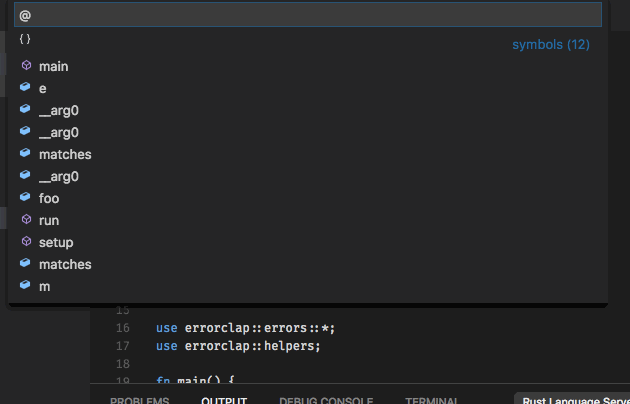 @
{}
symbols (12)
main
e
__arg0
__arg0
matches
__arg0
foo
run
setup
matches
m
15
16 use errorclap::errors::*;
17 use errorclap::helpers;
18
19 fn main() {
PROBLEMS OUTPUT DEBUG CONSOLE TERMINAL Rust Language Serve